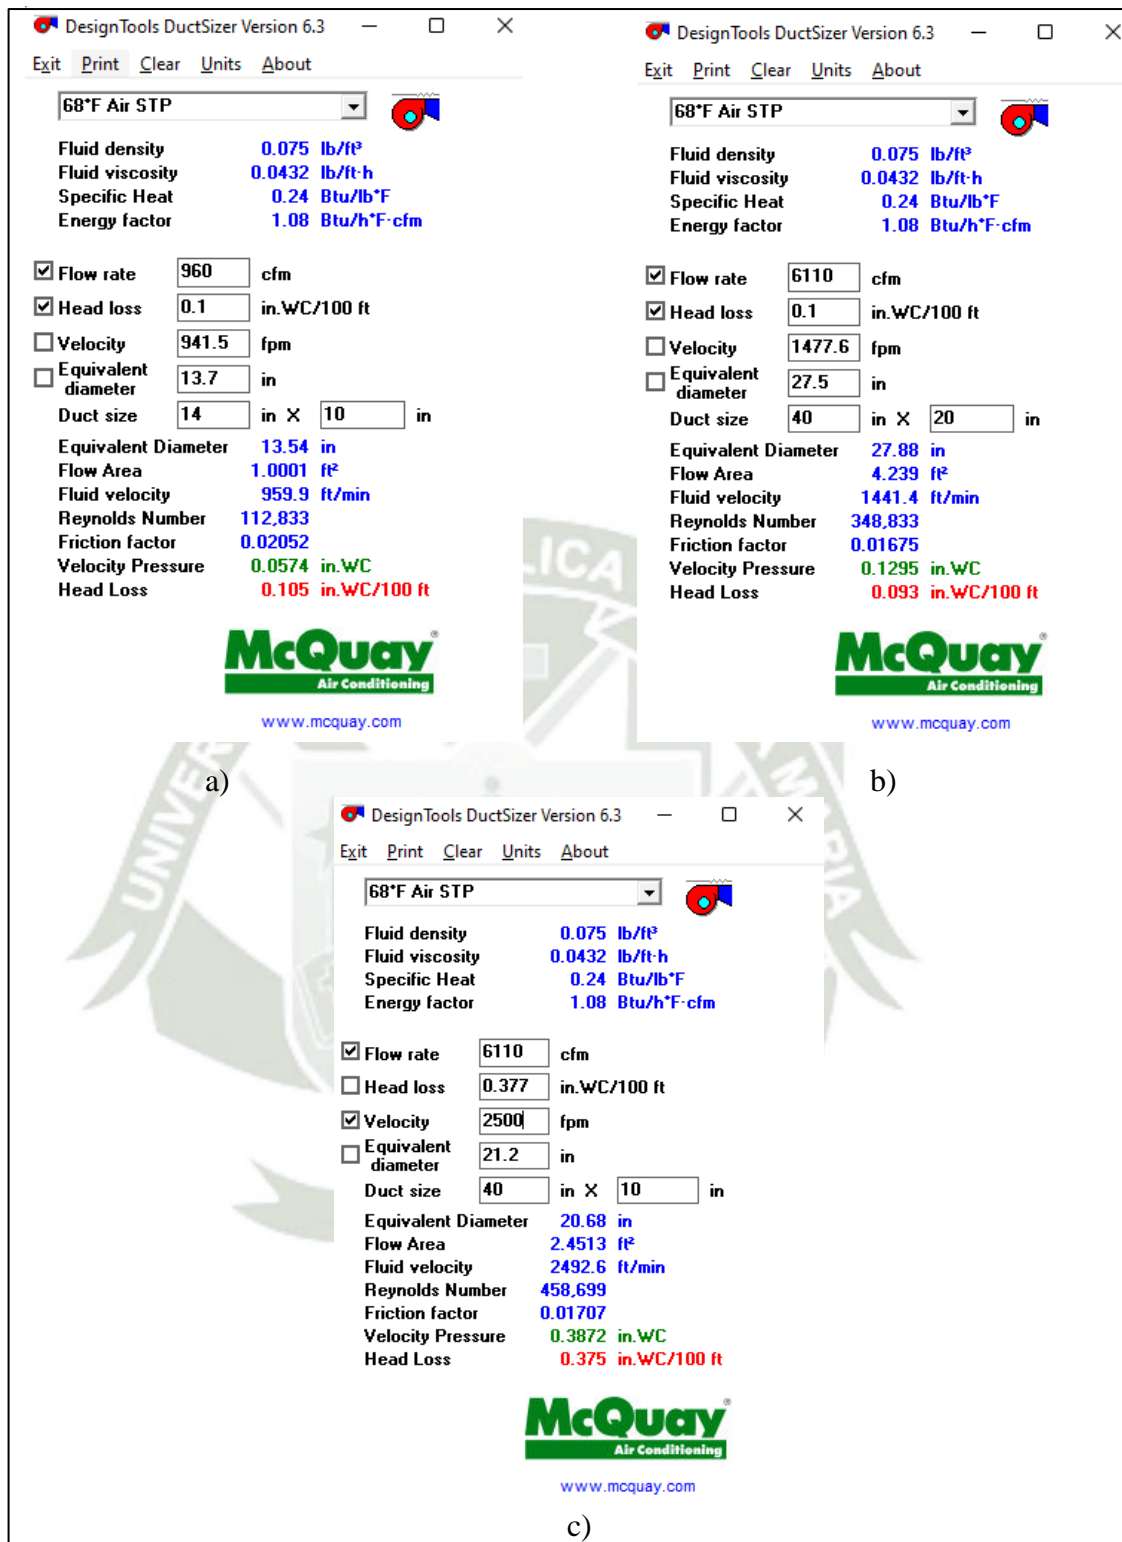 DesignTools DuctSizer Version 6.3
Exit Print Clear Units About
68°F Air STP
Fluid density 0.075 lb/ft³
Fluid viscosity 0.0432 lb/ft·h
Specific Heat 0.24 Btu/lb°F
Energy factor 1.08 Btu/h°F·cfm
Flow rate 960 cfm
Head loss 0.1 in.WC/100 ft
Velocity 941.5 fpm
Equivalent
diameter 13.7 in
Duct size 14 in X 10 in
Equivalent Diameter 13.54 in
Flow Area 1.0001 ft²
Fluid velocity 959.9 ft/min
Reynolds Number 112,833
Friction factor 0.02052
Velocity Pressure 0.0574 in.WC
Head Loss 0.105 in.WC/100 ft
McQuay®
Air Conditioning
www.mcquay.com
a)
DesignTools DuctSizer Version 6.3
Exit Print Clear Units About
68°F Air STP
Fluid density 0.075 lb/ft³
Fluid viscosity 0.0432 lb/ft·h
Specific Heat 0.24 Btu/lb°F
Energy factor 1.08 Btu/h°F·cfm
Flow rate 6110 cfm
Head loss 0.1 in.WC/100 ft
Velocity 1477.6 fpm
Equivalent
diameter 27.5 in
Duct size 40 in X 20 in
Equivalent Diameter 27.88 in
Flow Area 4.239 ft²
Fluid velocity 1441.4 ft/min
Reynolds Number 348,833
Friction factor 0.01675
Velocity Pressure 0.1295 in.WC
Head Loss 0.093 in.WC/100 ft
McQuay®
Air Conditioning
www.mcquay.com
b)
DesignTools DuctSizer Version 6.3
Exit Print Clear Units About
68°F Air STP
Fluid density 0.075 lb/ft³
Fluid viscosity 0.0432 lb/ft·h
Specific Heat 0.24 Btu/lb°F
Energy factor 1.08 Btu/h°F·cfm
Flow rate 6110 cfm
Head loss 0.377 in.WC/100 ft
Velocity 2500 fpm
Equivalent
diameter 21.2 in
Duct size 40 in X 10 in
Equivalent Diameter 20.68 in
Flow Area 2.4513 ft²
Fluid velocity 2492.6 ft/min
Reynolds Number 458,699
Friction factor 0.01707
Velocity Pressure 0.3872 in.WC
Head Loss 0.375 in.WC/100 ft
McQuay®
Air Conditioning
www.mcquay.com
c)